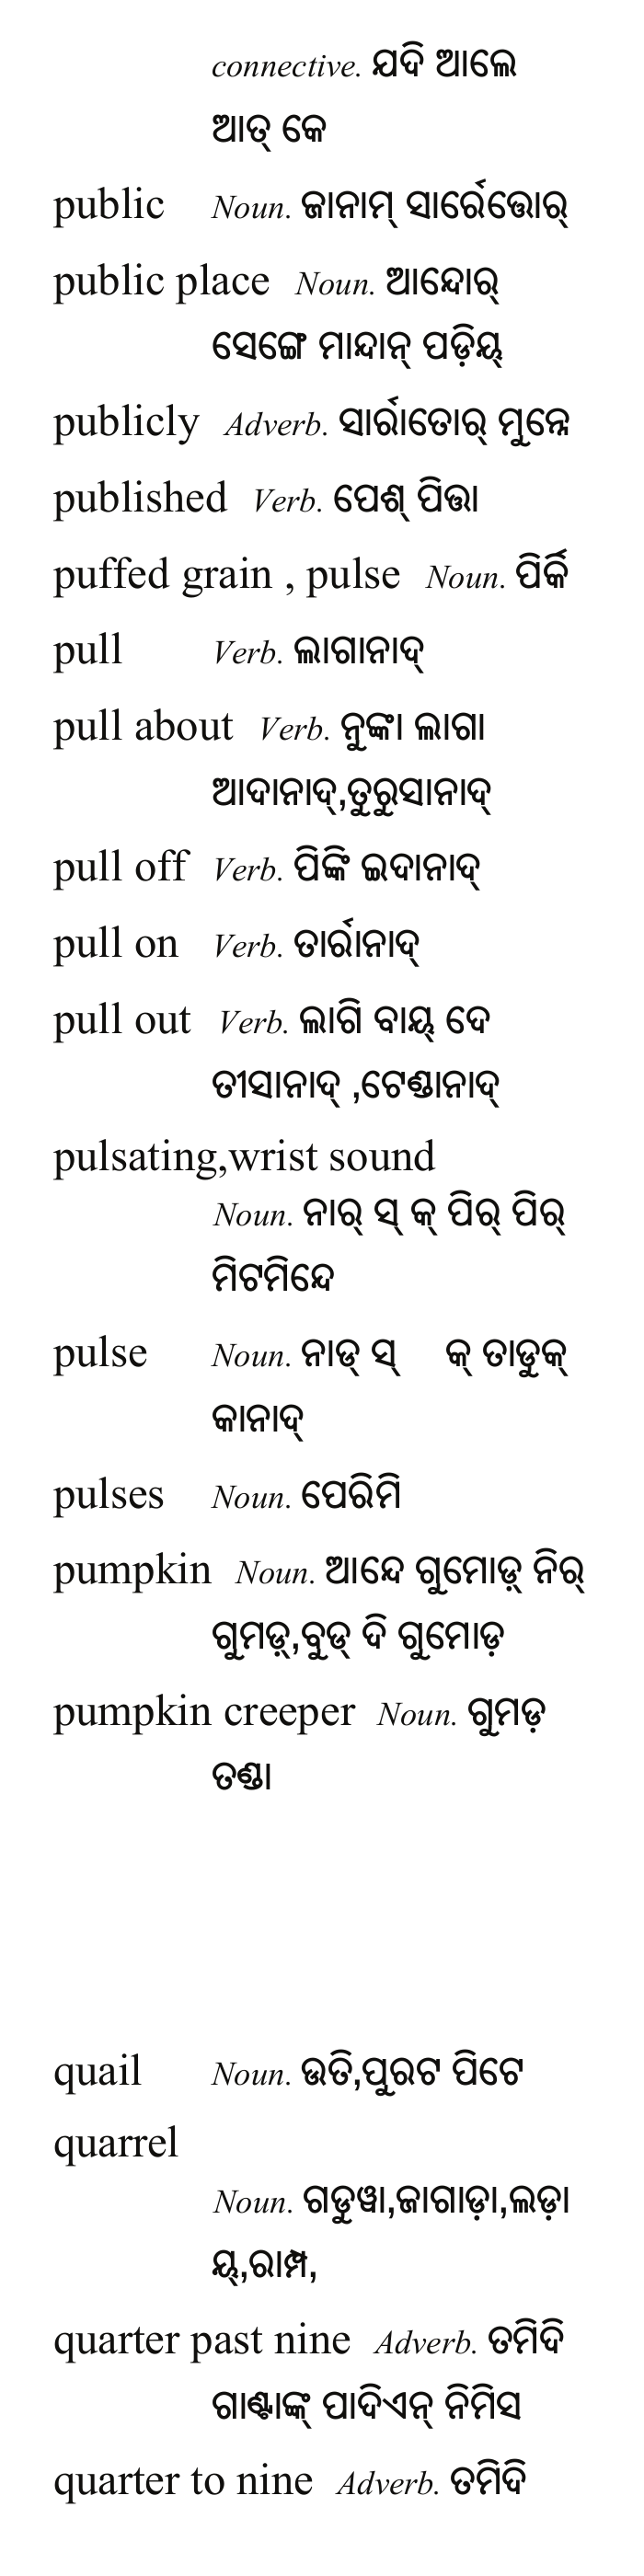 connective. ଯଦି ଆଲେ
ଆତ୍ କେ
public Noun. ଜାନାମ୍ ସାର୍ରେତ୍ତୋର୍
public place Noun. ଆନ୍ଦୋର୍
ସେଙ୍ଗେ ମାନ୍ଦାନ୍ ପଡ଼ିୟ୍
publicly Adverb. ସାର୍ରାତୋର୍ ମୁନ୍ନେ
published Verb. ପେଶ୍ ପିତ୍ତା
puffed grain , pulse Noun. ପିର୍କି
pull Verb. ଲାଗାନାଦ୍
pull about Verb. ନୁଙ୍କା ଲାଗା
ଆଦାନାଦ୍,ତୁରୁସାନାଦ୍
pull off Verb. ପିଙ୍କି ଇଦାନାଦ୍
pull on Verb. ତାର୍ରାନାଦ୍
pull out Verb. ଲାଗି ବାୟ୍ ଦେ
ତୀସାନାଦ୍ ,ଟେଣ୍ଡାନାଦ୍
pulsating,wrist sound
Noun. ନାର୍ ସ୍ କ୍ ପିର୍ ପିର୍
ମିଟମିନ୍ଦେ
pulse Noun. ନାଡ୍ ସ୍ କ୍ ତାଡୁକ୍
କାନାଦ୍
pulses Noun. ପେରିମି
pumpkin Noun. ଆନ୍ଦେ ଗୁମୋଡ଼୍ ନିର୍
ଗୁମଡ଼୍,ବୁଡ୍ ଦି ଗୁମୋଡ଼
pumpkin creeper Noun. ଗୁମଡ଼
ତଣ୍ଡା
quail Noun. ଉତି,ପୁରଟ ପିଟେ
quarrel
Noun. ଗଡୁୱା,ଜାଗାଡ଼ା,ଲଡ଼ା
ୟ୍,ରାମ୍ପ,
quarter past nine Adverb. ତମିଦି
ଗାଣ୍ଟାଙ୍କ୍ ପାଦିଏନ୍ ନିମିସ
quarter to nine Adverb. ତମିଦି